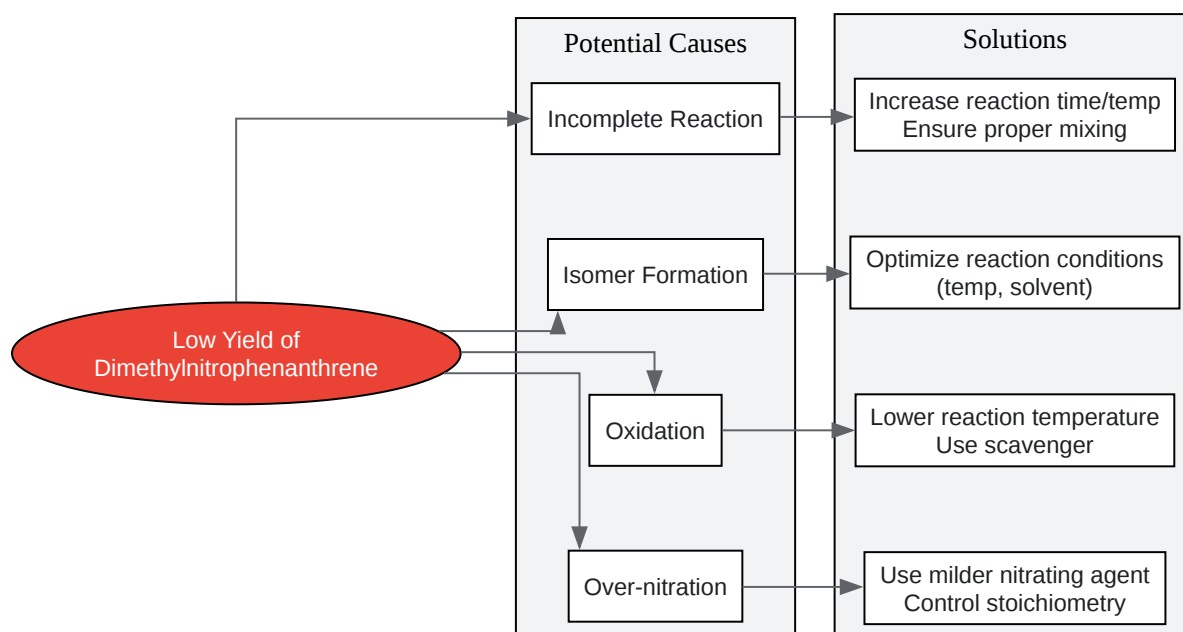 Potential Causes
Solutions
Incomplete Reaction
Increase reaction time/temp
Ensure proper mixing
Isomer Formation
Optimize reaction conditions
(temp, solvent)
Low Yield of
Dimethylnitrophenanthrene
Oxidation
Lower reaction temperature
Use scavenger
Over-nitration
Use milder nitrating agent
Control stoichiometry